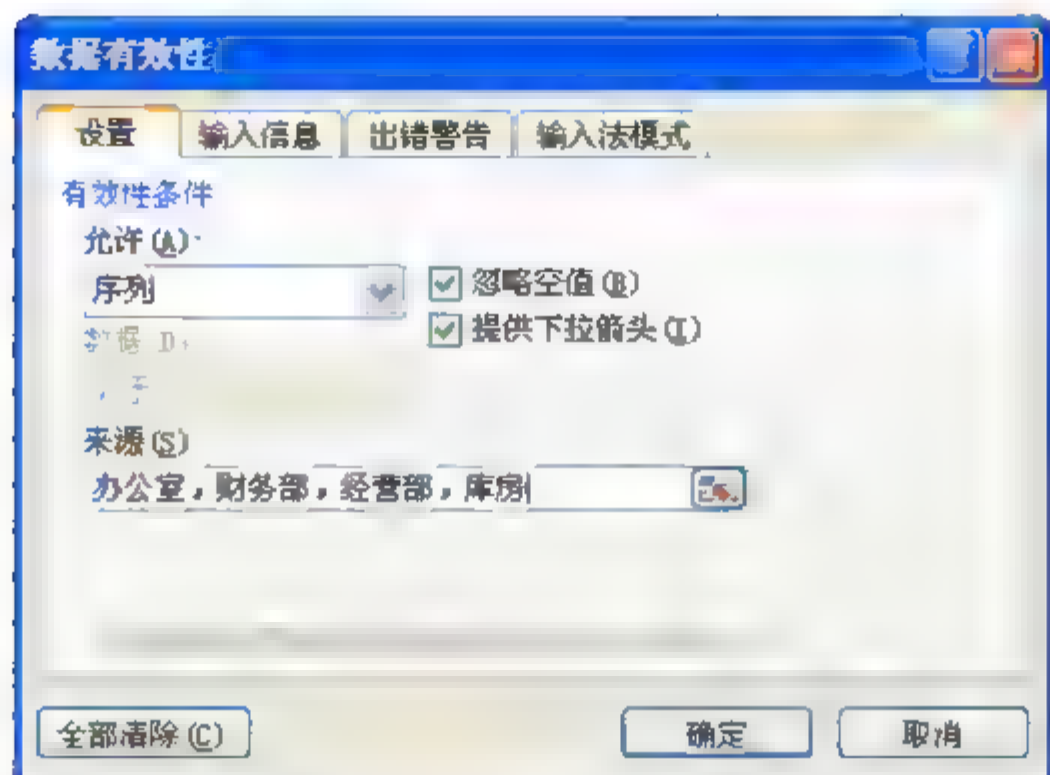 数据有效性
设置 输入信息 出错警告 输入法模式
有效性条件
允许(A)
序列 忽略空值(B)
提供下拉箭头(I)
数据 D
来源(S)
办公室,财务部,经营部,库房
全部清除(C) 确定 取消